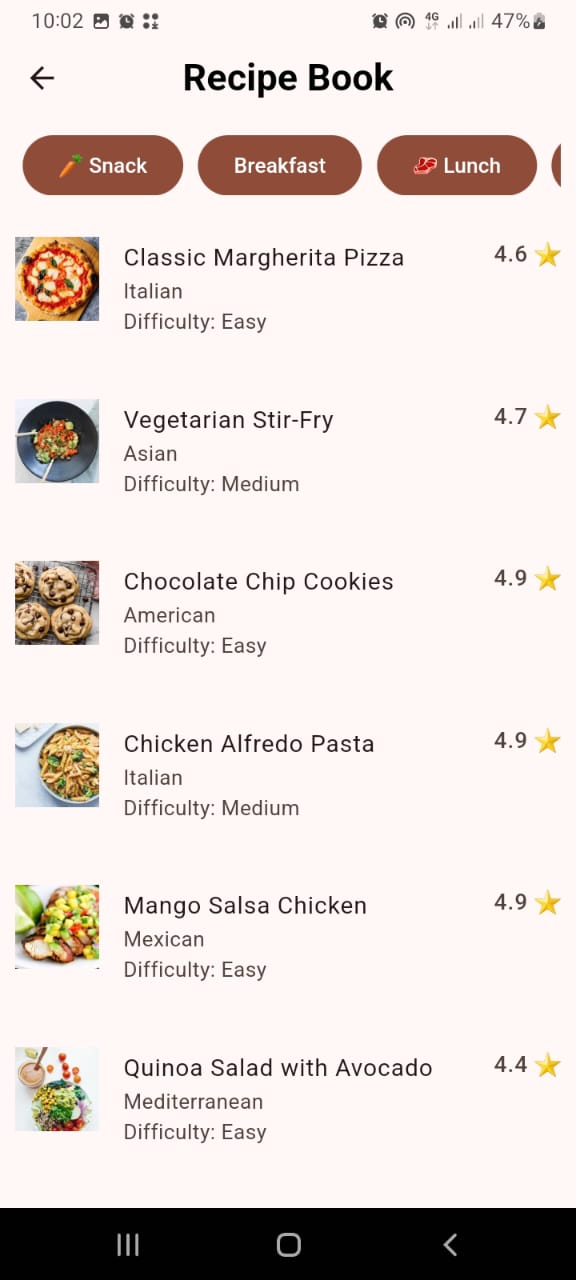 10:02 4G 47%
Recipe Book
Snack Breakfast Lunch
Classic Margherita Pizza 4.6
Italian
Difficulty: Easy
Vegetarian Stir-Fry 4.7
Asian
Difficulty: Medium
Chocolate Chip Cookies 4.9
American
Difficulty: Easy
Chicken Alfredo Pasta 4.9
Italian
Difficulty: Medium
Mango Salsa Chicken 4.9
Mexican
Difficulty: Easy
Quinoa Salad with Avocado 4.4
Mediterranean
Difficulty: Easy